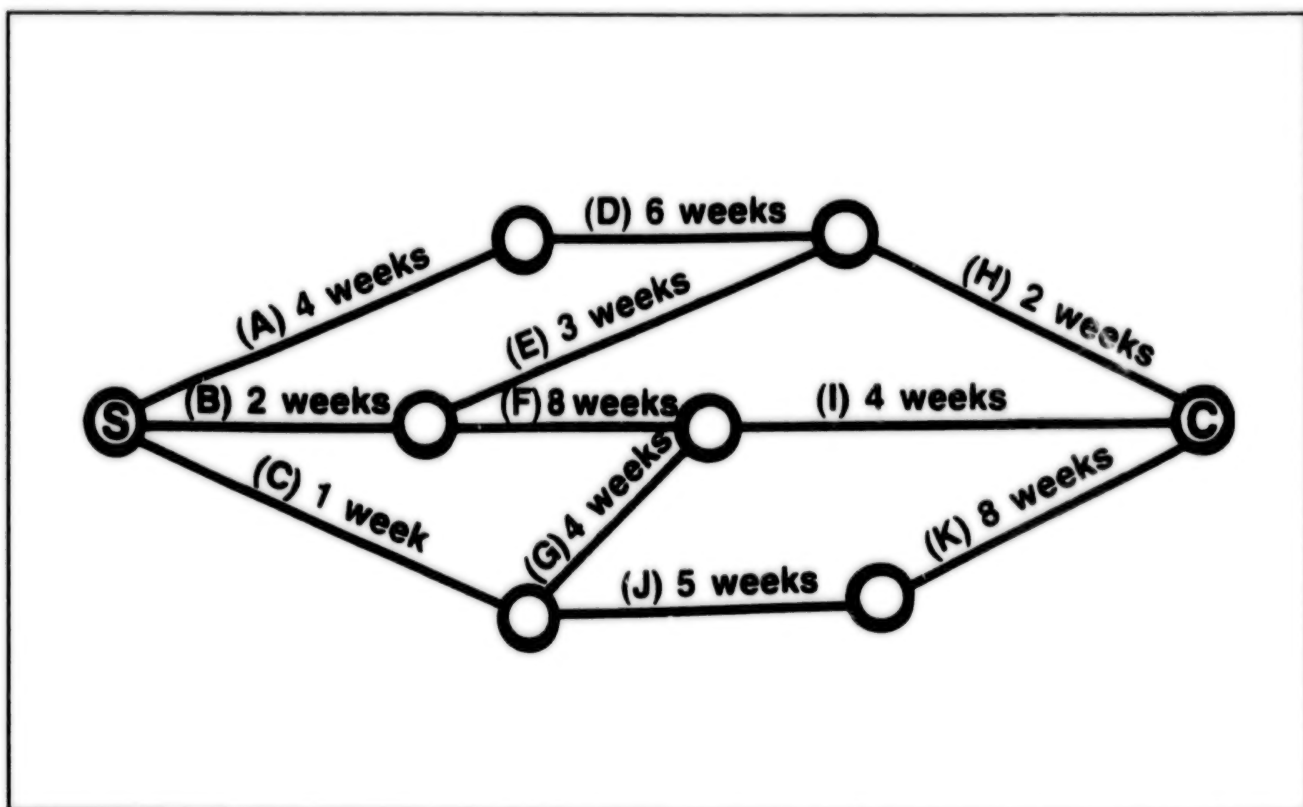 (D) 6 weeks
(A) 4 weeks
(H) 2 weeks
(E) 3 weeks
S
(B) 2 weeks
(F) 8 weeks
(I) 4 weeks
C
(C) 1 week
(G) 4 weeks
(K) 8 weeks
(J) 5 weeks